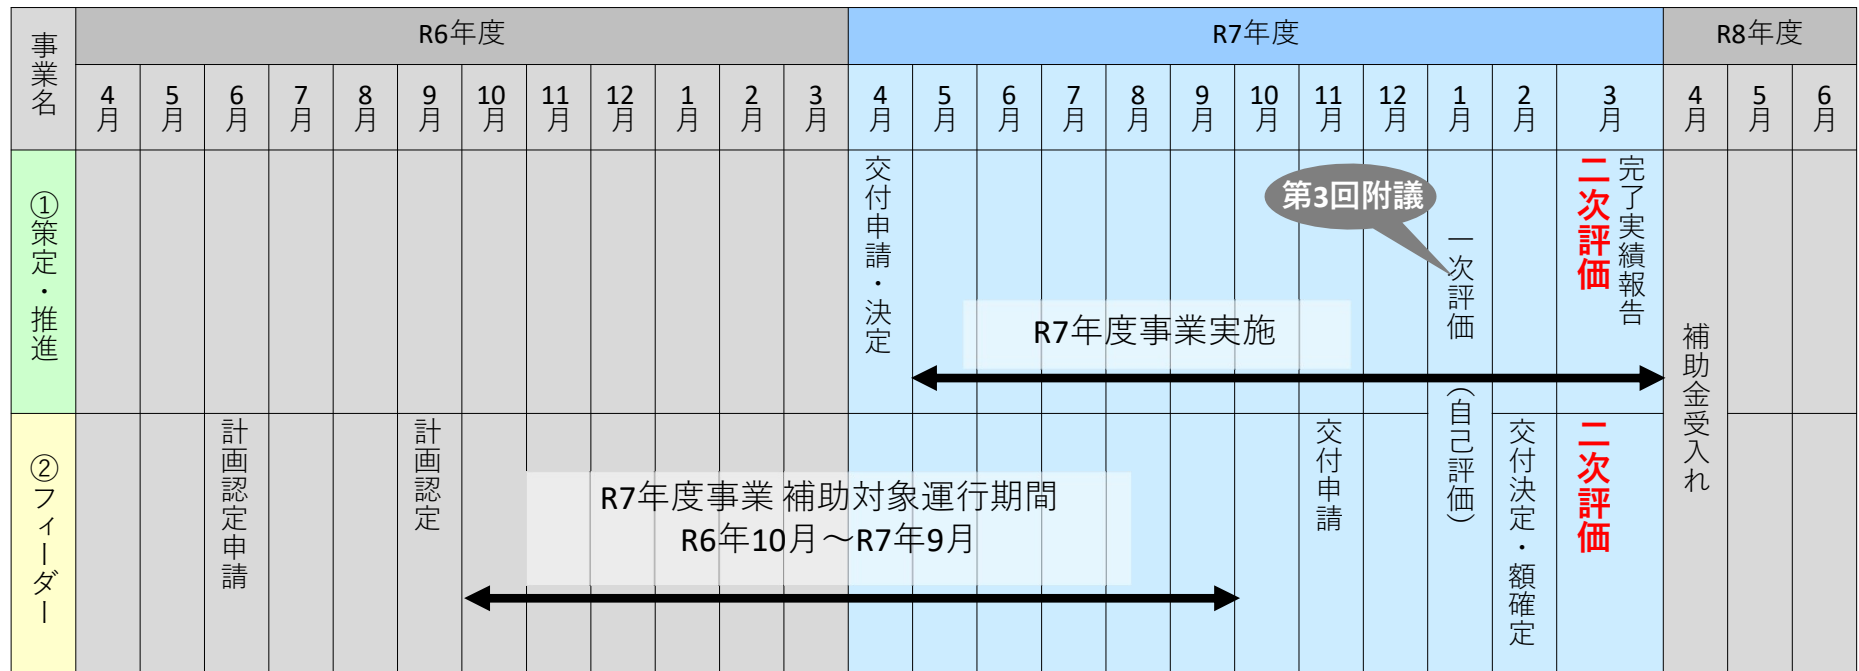 事業名
R6年度
R7年度
R8年度
4月
5月
6月
7月
8月
9月
10月
11月
12月
1月
2月
3月
4月
5月
6月
7月
8月
9月
10月
11月
12月
1月
2月
3月
4月
5月
6月
①策定・推進
交付申請・決定
R7年度事業実施
第3回附議
一次評価
(自己評価)
二次評価
完了実績報告
補助金受入れ
②フィーダー
計画認定申請
計画認定
R7年度事業 補助対象運行期間
R6年10月～R7年9月
交付申請
交付決定・額確定
二次評価